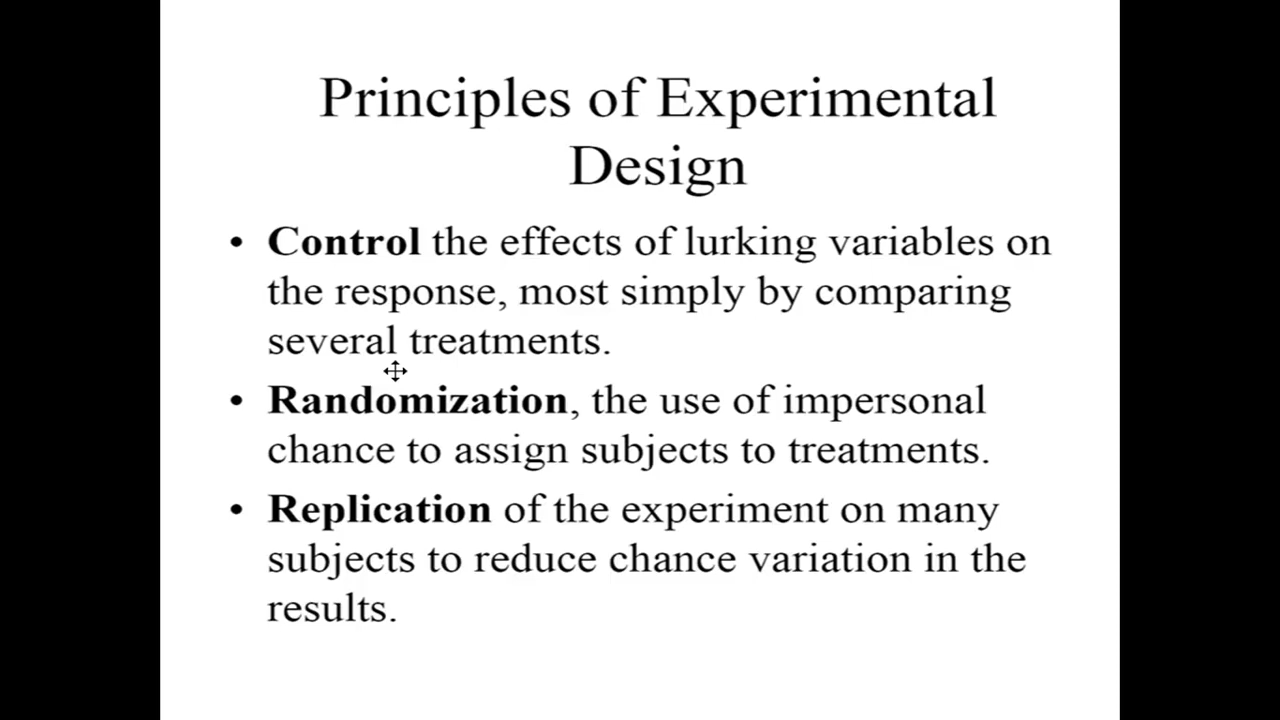 Principles of Experimental
Design
• Control the effects of lurking variables on
the response, most simply by comparing
several treatments.
• Randomization, the use of impersonal
chance to assign subjects to treatments.
• Replication of the experiment on many
subjects to reduce chance variation in the
results.